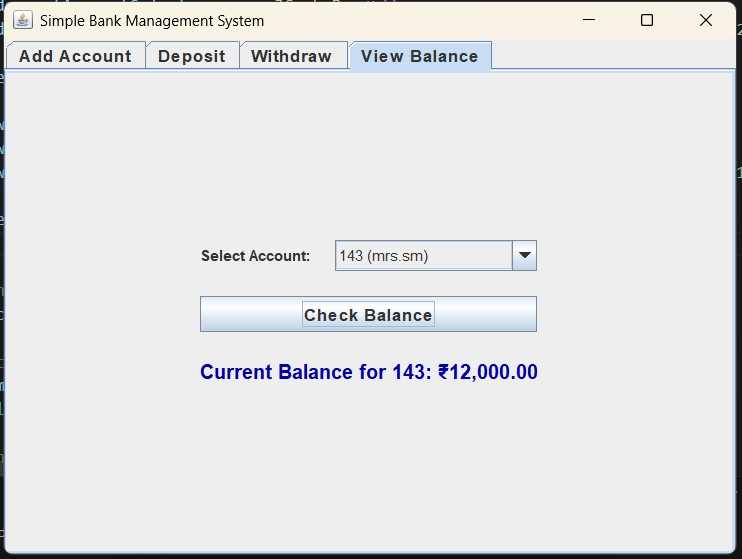 Simple Bank Management System
Add Account Deposit Withdraw View Balance
Select Account: 143 (mrs.sm)
Check Balance
Current Balance for 143: ₹12,000.00